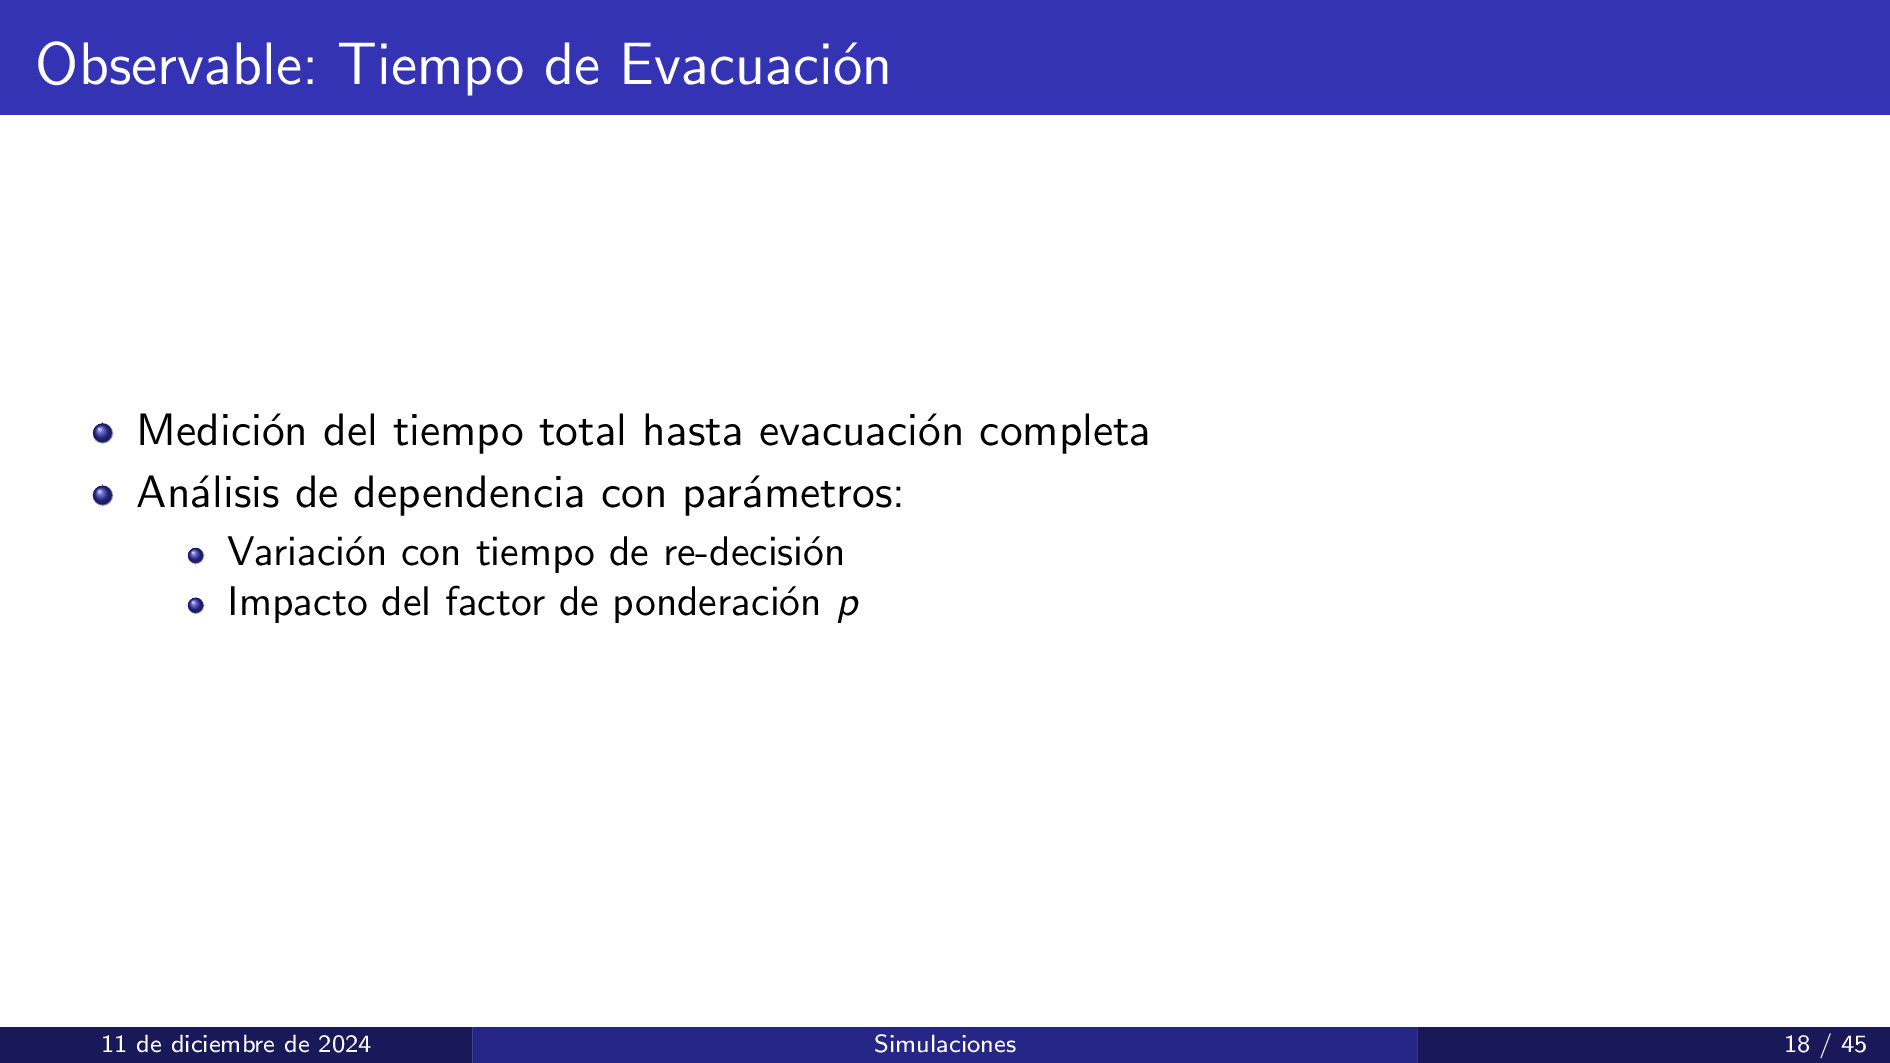 Observable: Tiempo de Evacuación
Medición del tiempo total hasta evacuación completa
Análisis de dependencia con parámetros:
Variación con tiempo de re-decisión
Impacto del factor de ponderación p
11 de diciembre de 2024
Simulaciones
18 / 45